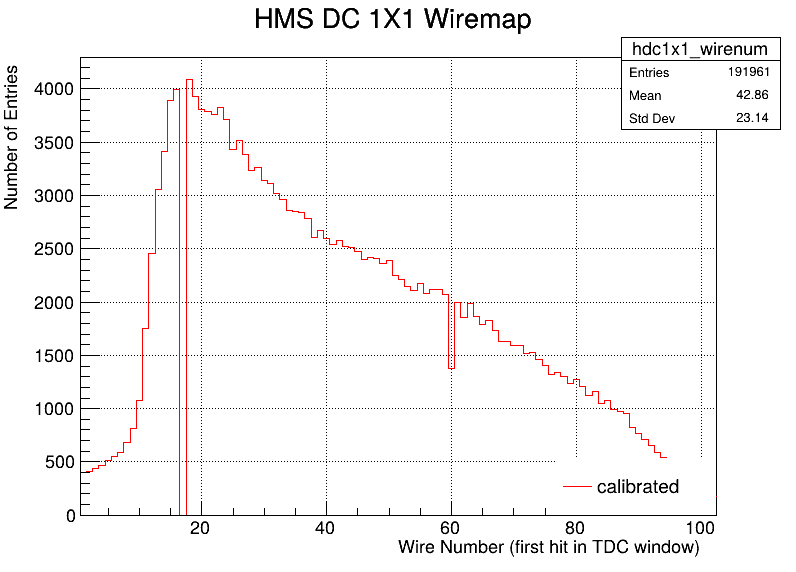 HMS DC 1X1 Wiremap
hdc1x1_wirenum
Entries 191961
Mean 42.86
Std Dev 23.14
Number of Entries
4000
3500
3000
2500
2000
1500
1000
500
0
20 40 60 80 100
calibrated
Wire Number (first hit in TDC window)